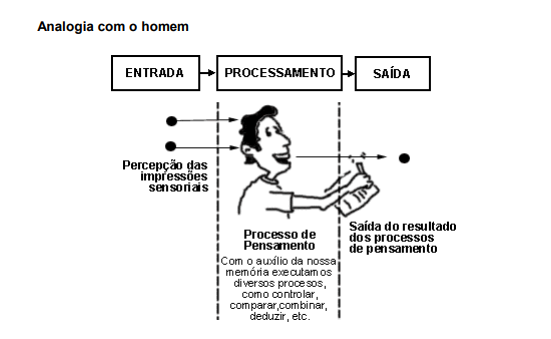 Analogia com o homem
ENTRADA
PROCESSAMENTO
SAÍDA
Percepção das
impressões
sensoriais
Processo de
Pensamento
Com o auxílio da nossa
memória executamos
diversos procesos,
como controlar,
comparar,combinar,
deduzir, etc.
Saída do resultado
dos processos
de pensamento